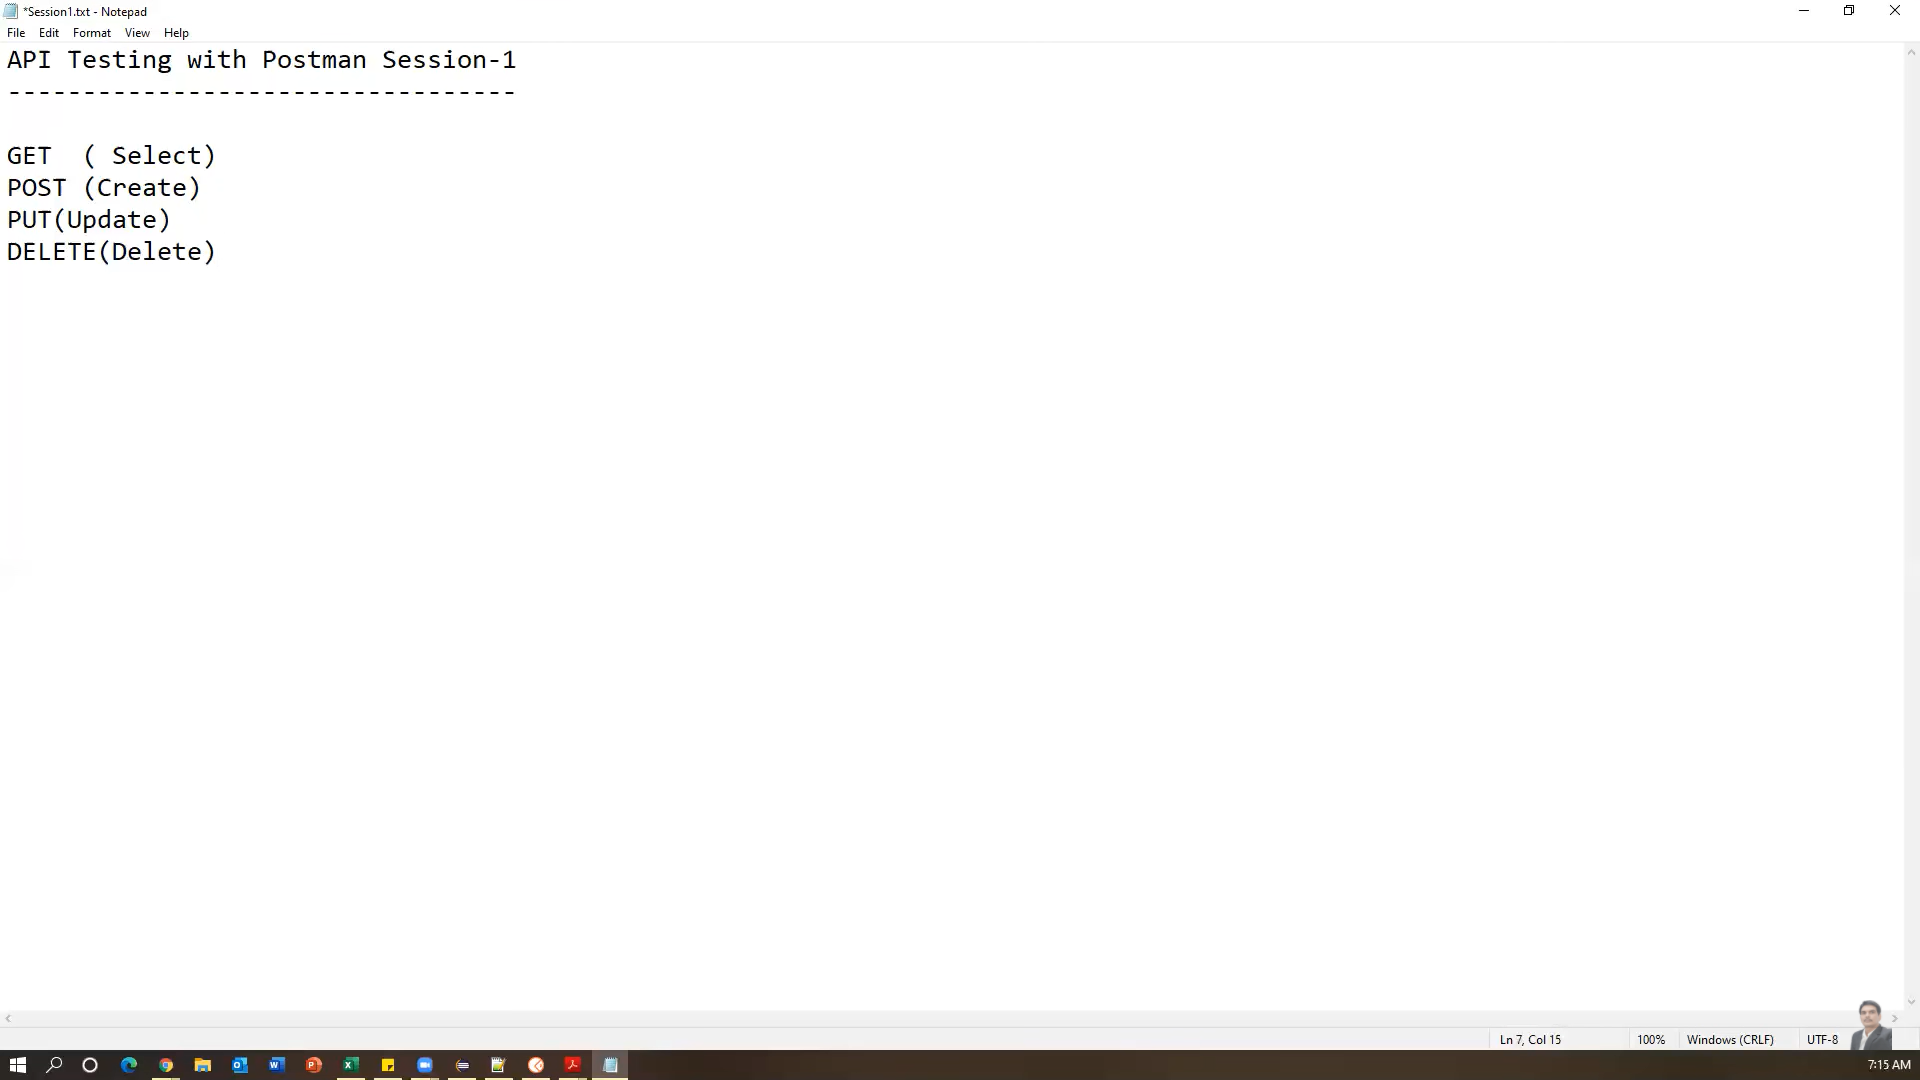 *Session1.txt - Notepad
File Edit Format View Help
API Testing with Postman Session-1
----------------------------------
GET  ( Select)
POST (Create)
PUT(Update)
DELETE(Delete)
Ln 7, Col 15 100% Windows (CRLF) UTF-8
7:15 AM